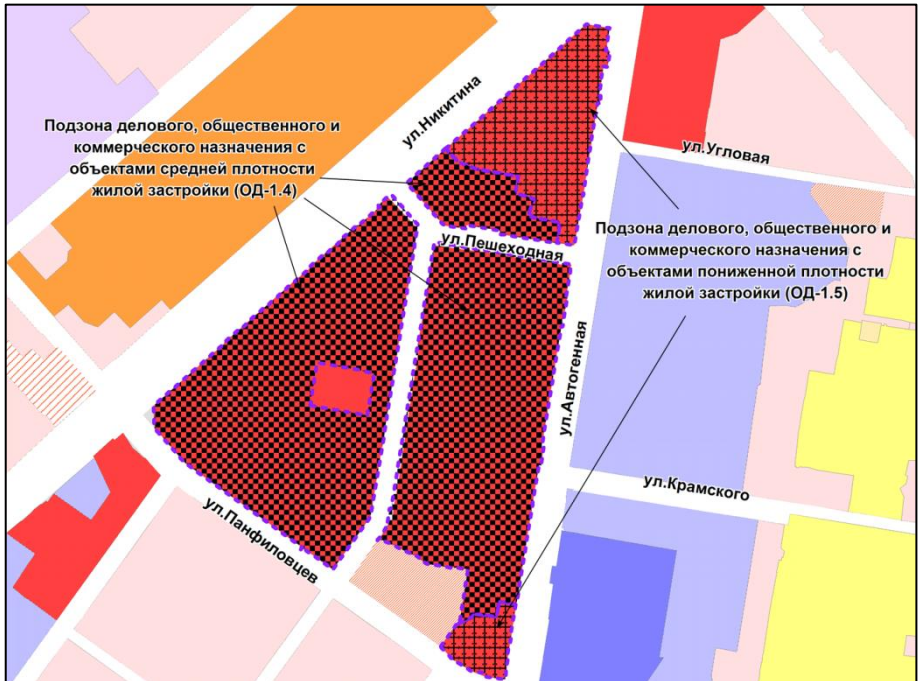 ул.Никитина
Подзона делового, общественного и
коммерческого назначения с
объектами средней плотности
жилой застройки (ОД-1.4)
ул.Угловая
ул.Пешеходная
Подзона делового, общественного и
коммерческого назначения с
объектами пониженной плотности
жилой застройки (ОД-1.5)
ул.Автогенная
ул.Крамского
ул.Панфиловцев